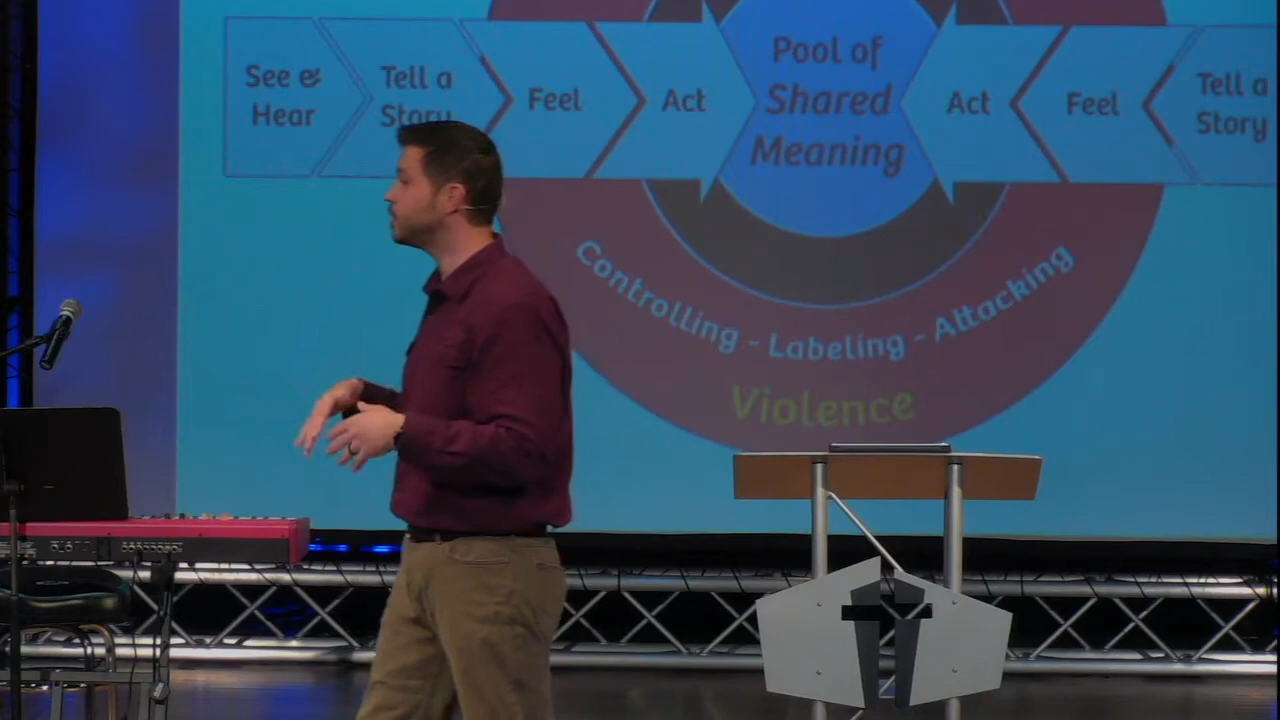 See &
Hear
Tell a
Story
Feel
Act
Pool of
Shared
Meaning
Act
Feel
Tell a
Story
Controlling - Labeling - Attacking
Violence